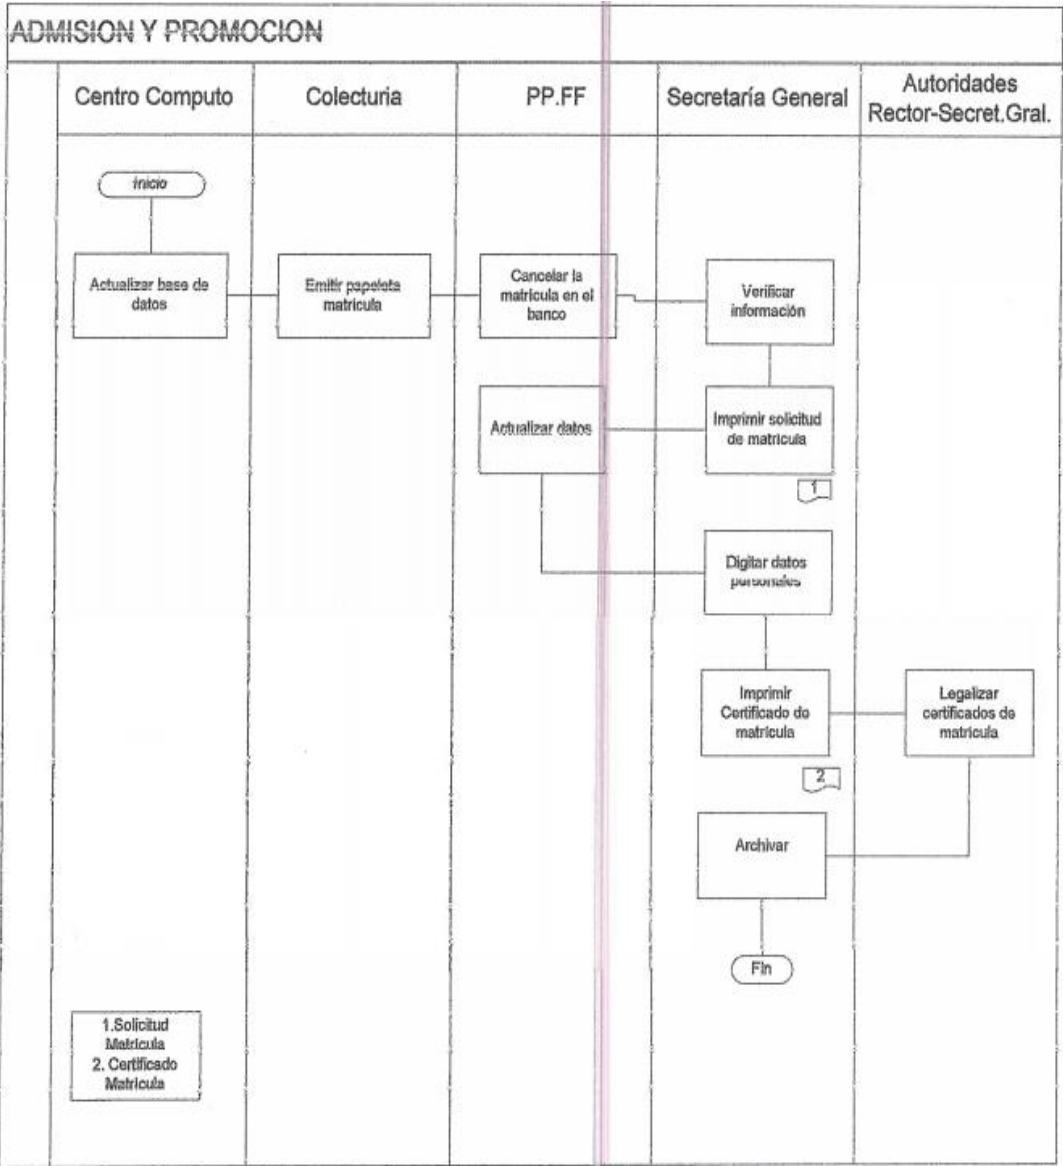 ADMISION Y PROMOCION
Centro Computo
Colecturia
PP.FF
Secretaría General
Autoridades
Rector-Secret.Gral.
Inicio
Actualizar base de
datos
Emitir papeleta
matricula
Cancelar la
matricula en el
banco
Verificar
información
Actualizar datos
Imprimir solicitud
de matricula
1
Digitar datos
personales
Imprimir
Certificado de
matricula
Legalizar
certificados de
matricula
2
Archivar
Fin
1.Solicitud
Matricula
2. Certificado
Matricula